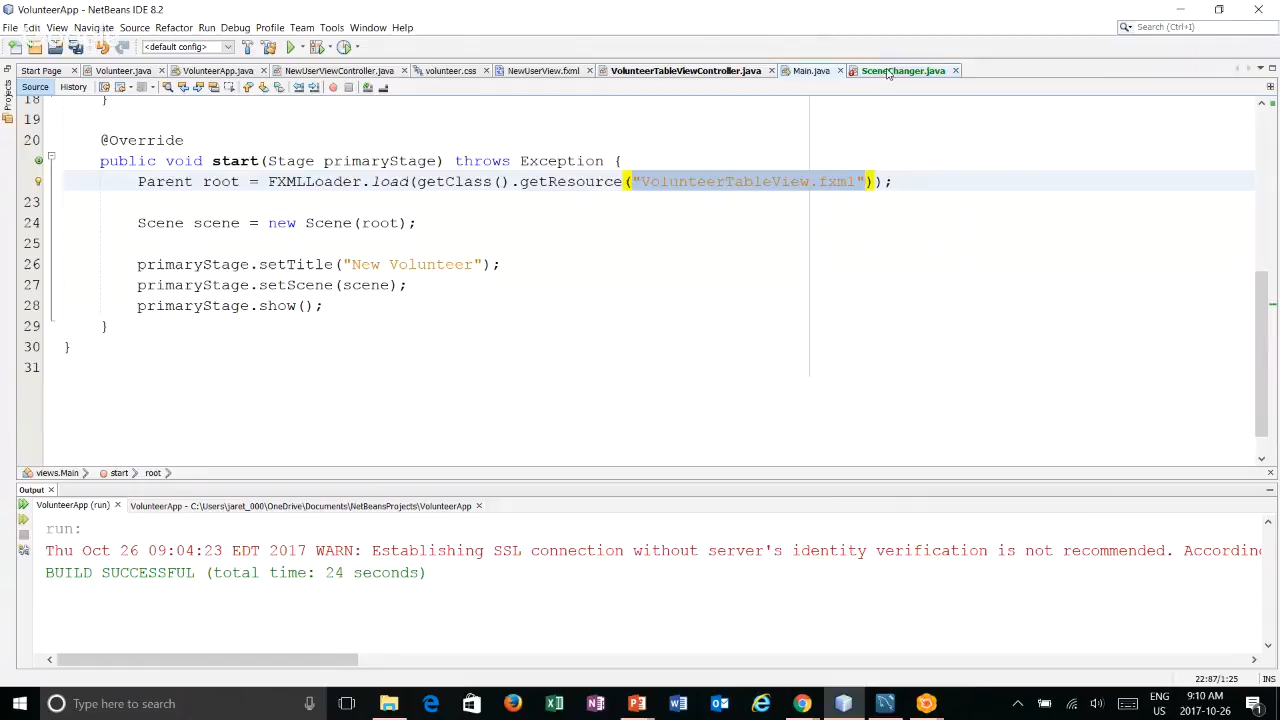 VolunteerApp - NetBeans IDE 8.2
File Edit View Navigate Source Refactor Run Debug Profile Team Tools Window Help
Search (Ctrl+I)
<default config>
Start Page Volunteer.java VolunteerApp.java NewUserViewController.java volunteer.css NewUserView.fxml VolunteerTableViewController.java Main.java SceneChanger.java
Projects
Source History
18 }
19
20 @Override
public void start(Stage primaryStage) throws Exception {
Parent root = FXMLLoader.load(getClass().getResource("VolunteerTableView.fxml"));
23
24 Scene scene = new Scene(root);
25
26 primaryStage.setTitle("New Volunteer");
27 primaryStage.setScene(scene);
28 primaryStage.show();
29 }
30 }
31
views.Main start root
Output
VolunteerApp (run) VolunteerApp - C:\Users\jaret_000\OneDrive\Documents\NetBeansProjects\VolunteerApp
run:
Thu Oct 26 09:04:23 EDT 2017 WARN: Establishing SSL connection without server's identity verification is not recommended. According
BUILD SUCCESSFUL (total time: 24 seconds)
22:87/1:25 INS
Type here to search
ENG
US
9:10 AM
2017-10-26